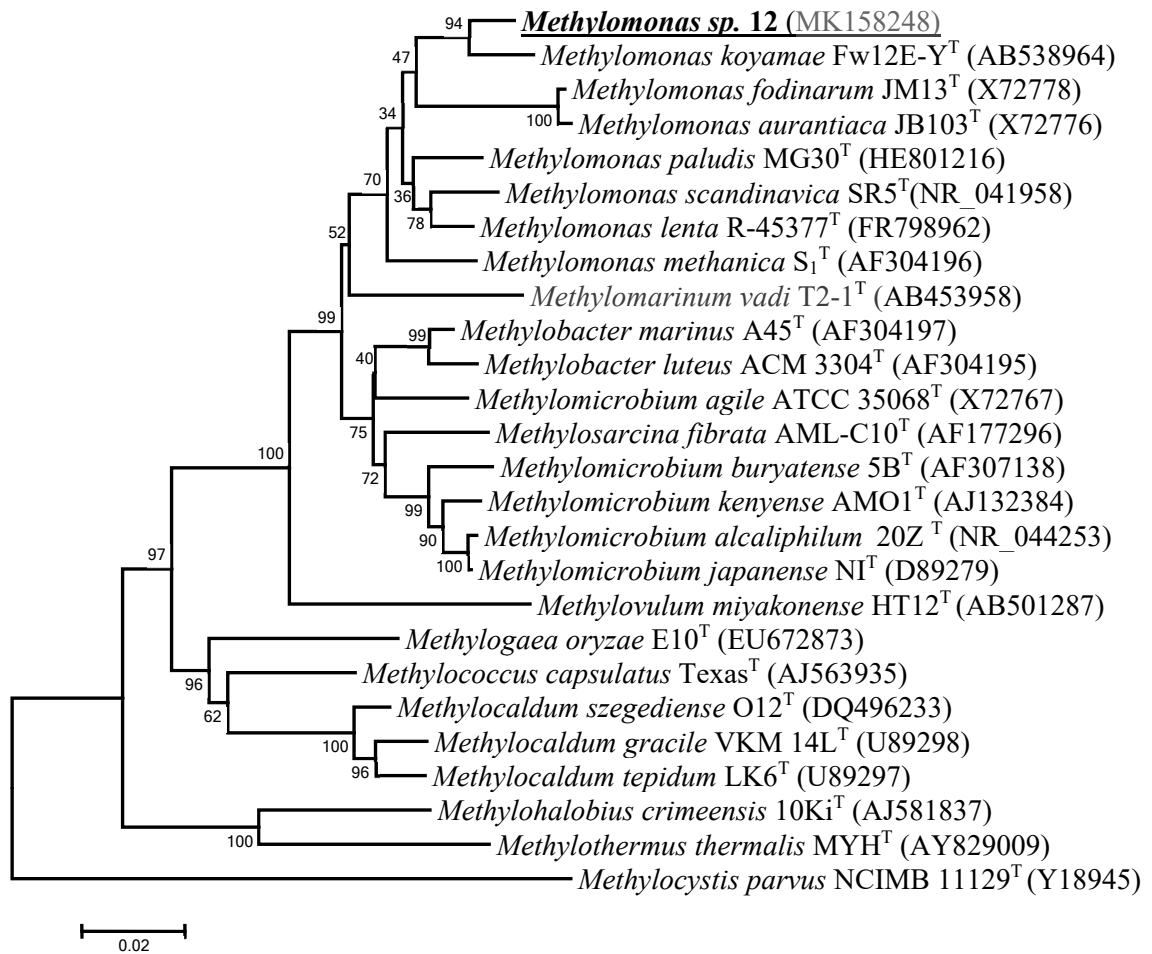 94
Methylomonas sp. 12 (MK158248)
47
Methylomonas koyamae Fw12E-Yᵀ (AB538964)
Methylomonas fodinarum JM13ᵀ (X72778)
100
Methylomonas aurantiaca JB103ᵀ (X72776)
34
Methylomonas paludis MG30ᵀ (HE801216)
70
36
Methylomonas scandinavica SR5ᵀ(NR_041958)
78
Methylomonas lenta R-45377ᵀ (FR798962)
52
Methylomonas methanica S₁ᵀ (AF304196)
Methylomarinum vadi T2-1ᵀ (AB453958)
99
99
Methylobacter marinus A45ᵀ (AF304197)
40
Methylobacter luteus ACM 3304ᵀ (AF304195)
Methylomicrobium agile ATCC 35068ᵀ (X72767)
75
Methylosarcina fibrata AML-C10ᵀ (AF177296)
100
72
Methylomicrobium buryatense 5Bᵀ (AF307138)
99
Methylomicrobium kenyense AMO1ᵀ (AJ132384)
90
Methylomicrobium alcaliphilum 20Z ᵀ (NR_044253)
100
Methylomicrobium japanense NIᵀ (D89279)
97
Methylovulum miyakonense HT12ᵀ (AB501287)
Methylogaea oryzae E10ᵀ (EU672873)
96
Methylococcus capsulatus Texasᵀ (AJ563935)
62
Methylocaldum szegediense O12ᵀ (DQ496233)
100
Methylocaldum gracile VKM 14Lᵀ (U89298)
96
Methylocaldum tepidum LK6ᵀ (U89297)
Methylohalobius crimeensis 10Kiᵀ (AJ581837)
100
Methylothermus thermalis MYHᵀ (AY829009)
Methylocystis parvus NCIMB 11129ᵀ (Y18945)
0.02